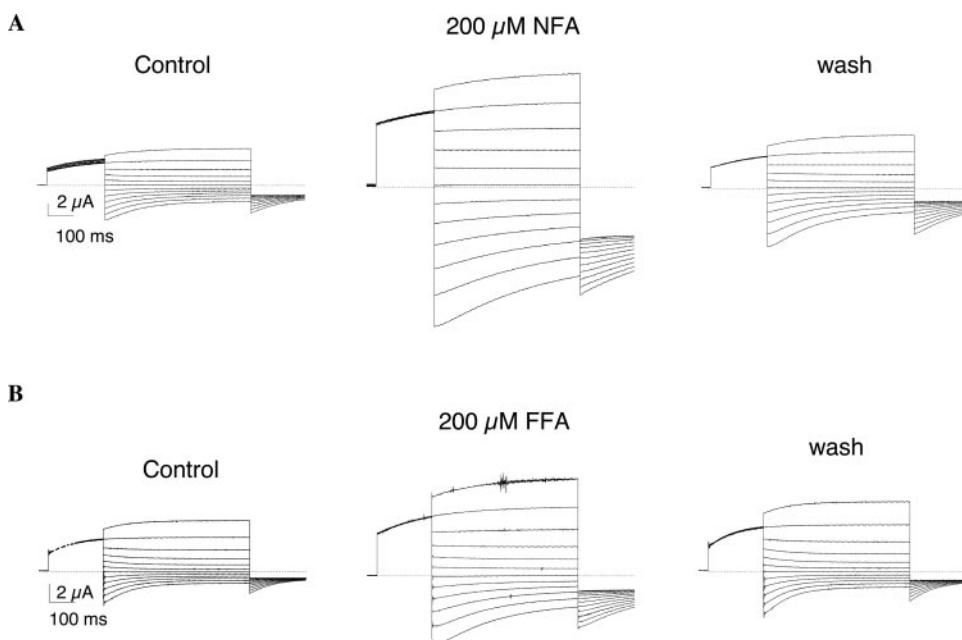 A
Control
200 µM NFA
wash
2 µA
100 ms
B
Control
200 µM FFA
wash
2 µA
100 ms